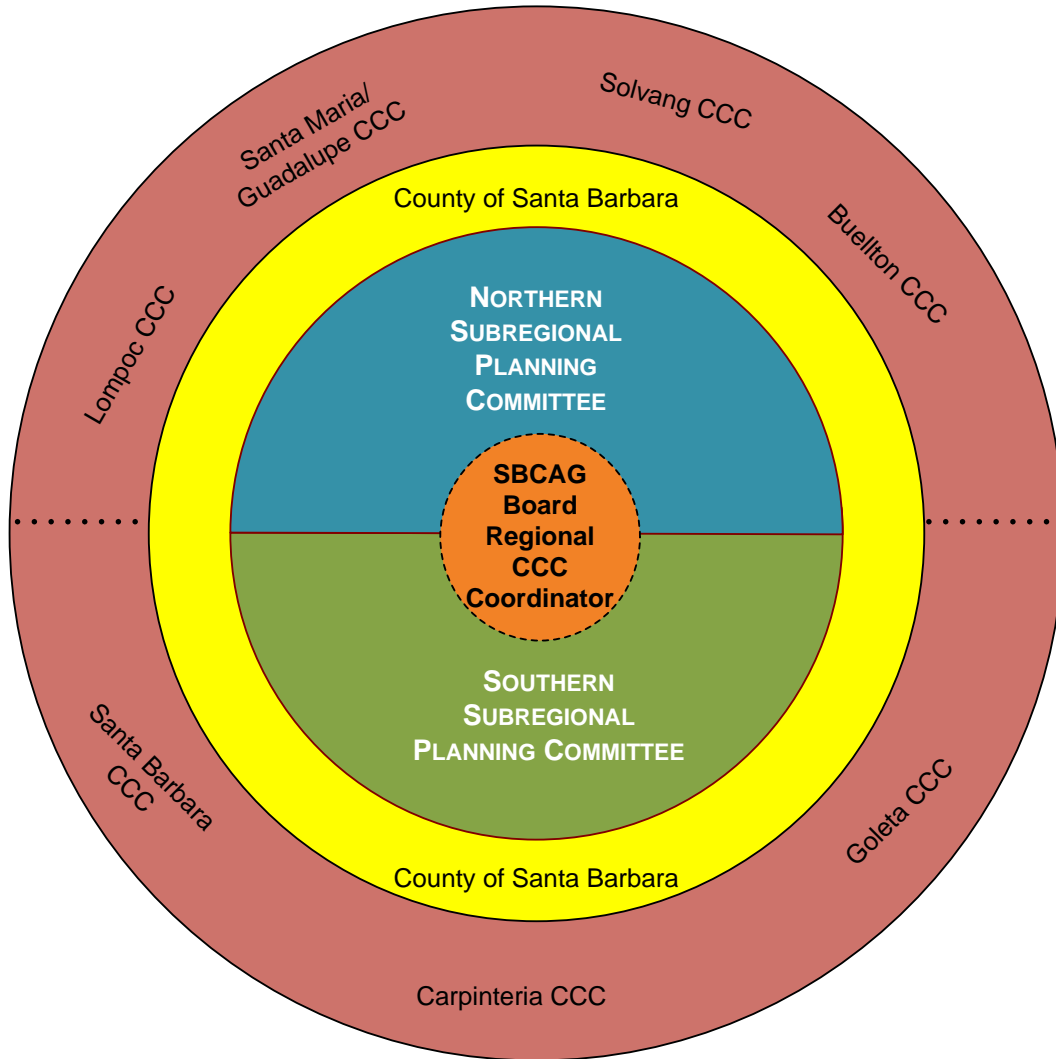 Santa Maria/
Guadalupe CCC
Solvang CCC
Lompoc CCC
Buellton CCC
County of Santa Barbara
NORTHERN
SUBREGIONAL
PLANNING
COMMITTEE
SBCAG
Board
Regional
CCC
Coordinator
SOUTHERN
SUBREGIONAL
PLANNING COMMITTEE
Santa Barbara
CCC
Goleta CCC
County of Santa Barbara
Carpinteria CCC